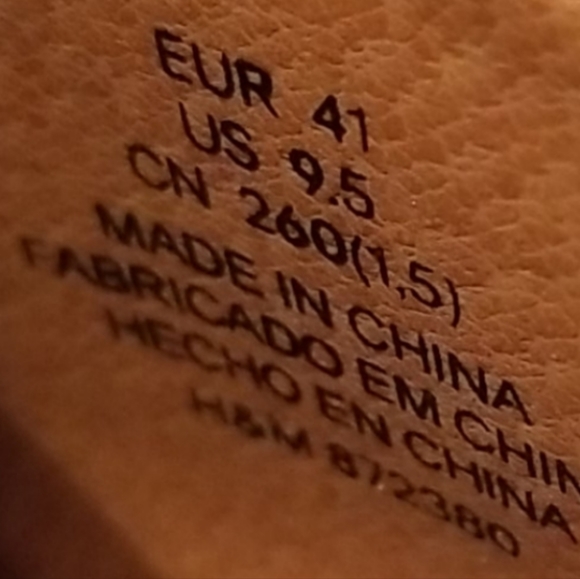 EUR 41
US 9.5
CN 260(1,5)
MADE IN CHINA
FABRICADO EM CHIN
HECHO EN CHINA
H&M 872380